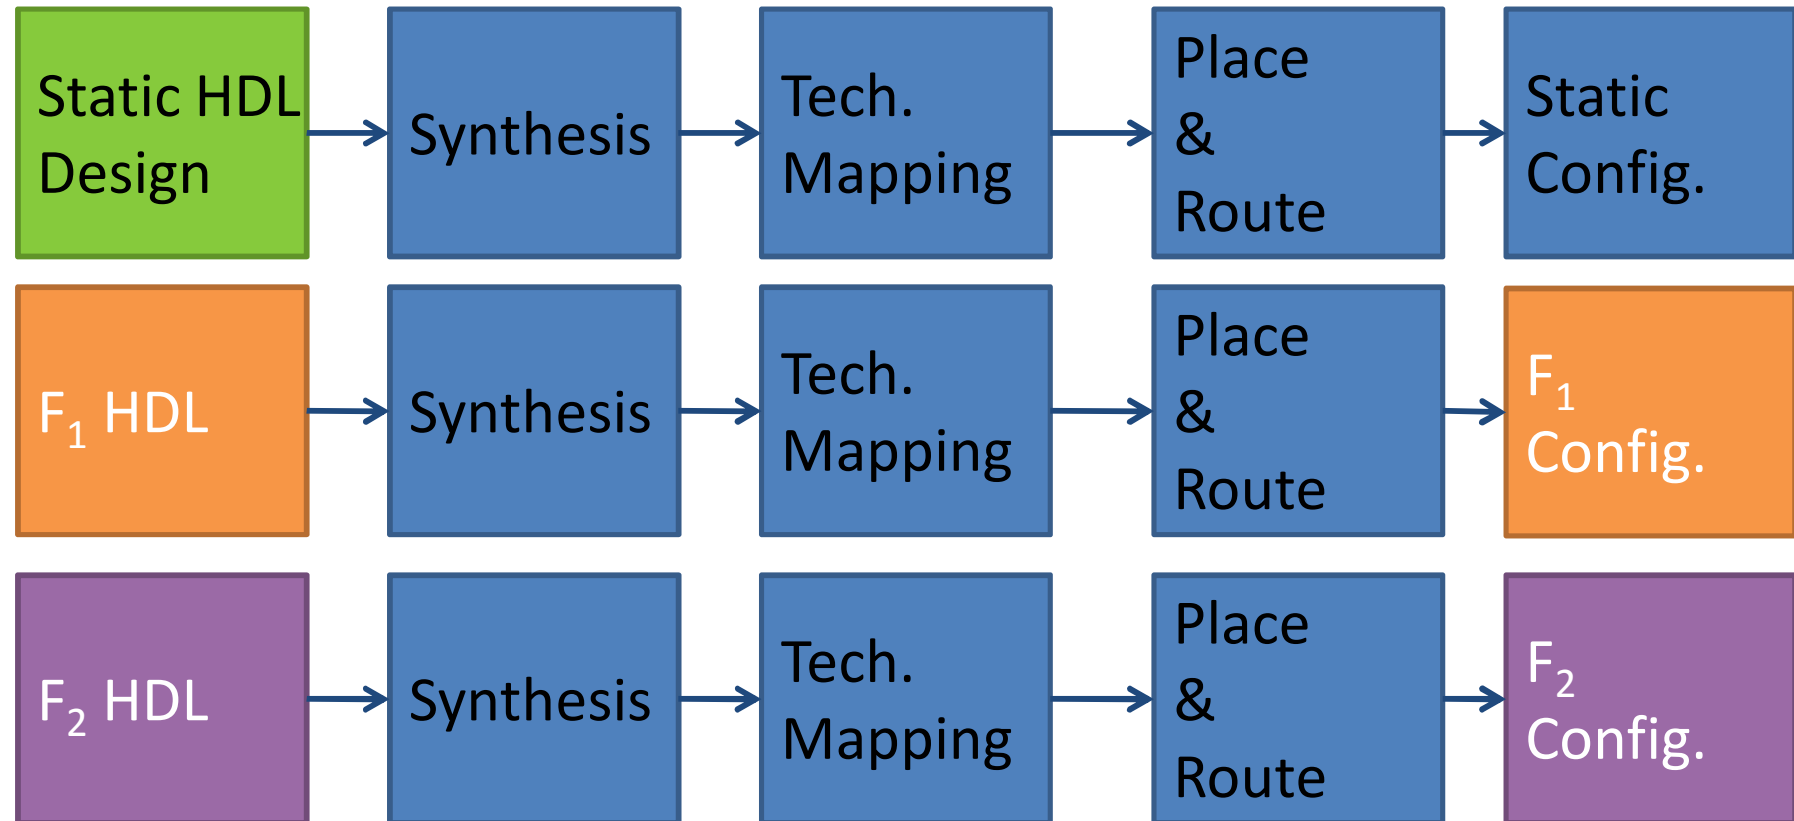 Static HDL
Design
Synthesis
Tech.
Mapping
Place
&
Route
Static
Config.
F₁ HDL
Synthesis
Tech.
Mapping
Place
&
Route
F₁
Config.
F₂ HDL
Synthesis
Tech.
Mapping
Place
&
Route
F₂
Config.